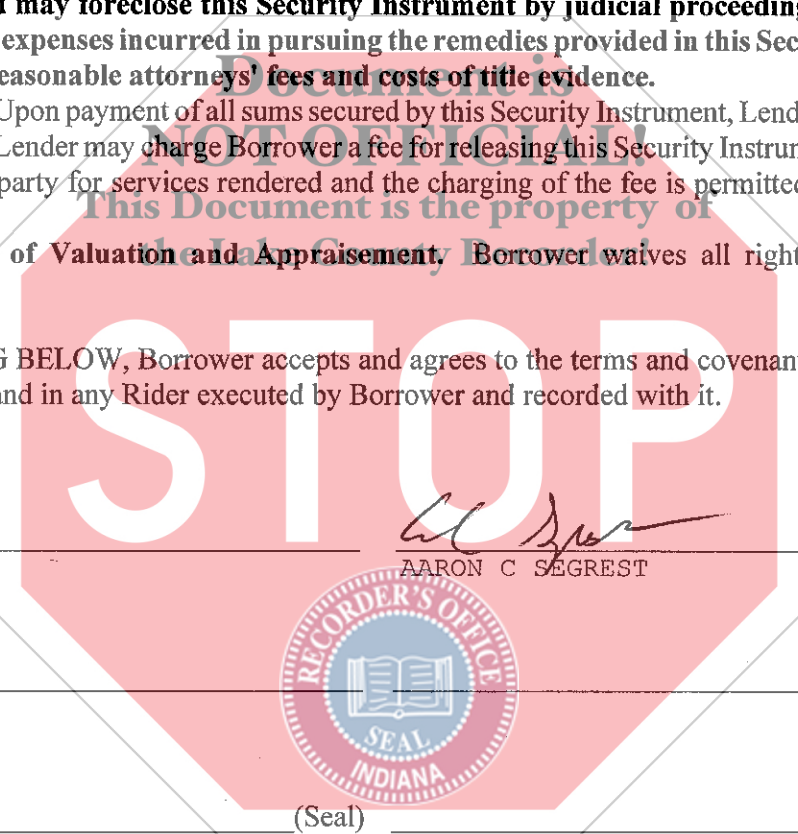 may foreclose this Security Instrument by judicial proceeding
expenses incurred in pursuing the remedies provided in this Sec
easonable attorneys' fees and costs of title evidence.
Document is
Upon payment of all sums secured by this Security Instrument, Lend
NOT OFFICIAL!
Lender may charge Borrower a fee for releasing this Security Instrum
party for services rendered and the charging of the fee is permitted
This Document is the property of
the Lake County Recorder!
of Valuation and Appraisement. Borrower waives all right
G BELOW, Borrower accepts and agrees to the terms and covenant
and in any Rider executed by Borrower and recorded with it.
STOP
AARON C SEGREST
RECORDER'S OFFICE
SEAL
INDIANA
(Seal)